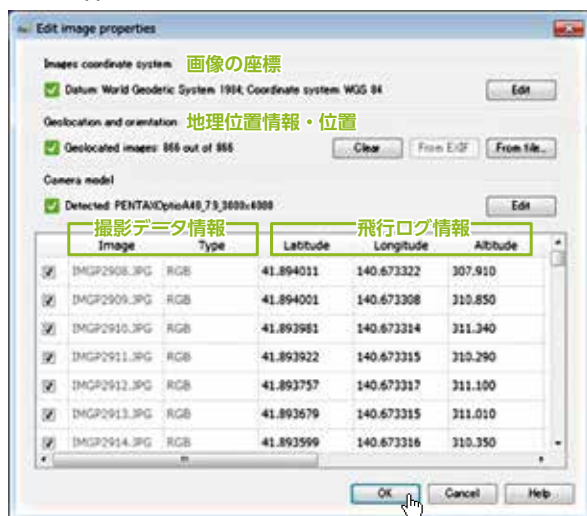 Edit image properties
Images coordinate system 画像の座標
Datum: World Geodetic System 1984; Coordinate system: WGS 84 Edit
Geolocation and orientation 地理位置情報・位置
Geolocated images: 866 out of 866 Clear From EXIF From file...
Camera model
Detected: PENTAXOptioA40_7.9_3000x4000 Edit
撮影データ情報 飛行ログ情報
Image Type Latitude Longitude Altitude
IMGP2908.JPG RGB 41.894011 140.673322 307.910
IMGP2909.JPG RGB 41.894001 140.673308 310.850
IMGP2910.JPG RGB 41.893981 140.673314 311.340
IMGP2911.JPG RGB 41.893922 140.673315 310.290
IMGP2912.JPG RGB 41.893757 140.673317 311.100
IMGP2913.JPG RGB 41.893679 140.673315 311.010
IMGP2914.JPG RGB 41.893599 140.673316 310.350
OK Cancel Help